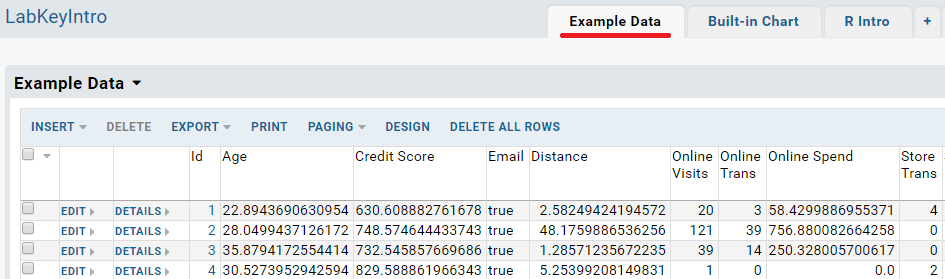 LabKeyIntro
Example Data Built-in Chart R Intro +
Example Data
INSERT DELETE EXPORT PRINT PAGING DESIGN DELETE ALL ROWS
Id Age Credit Score Email Distance Online Visits Online Trans Online Spend Store Trans
EDIT DETAILS 1 22.8943690630954 630.608882761678 true 2.58249424194572 20 3 58.4299886955371 4
EDIT DETAILS 2 28.0499437126172 748.574644433743 true 48.1759886536256 121 39 756.880082664258 0
EDIT DETAILS 3 35.8794172554414 732.545857669686 true 1.28571235672235 39 14 250.328005700617 0
EDIT DETAILS 4 30.5273952942594 829.588861966343 true 5.25399208149831 1 0 0.0 2